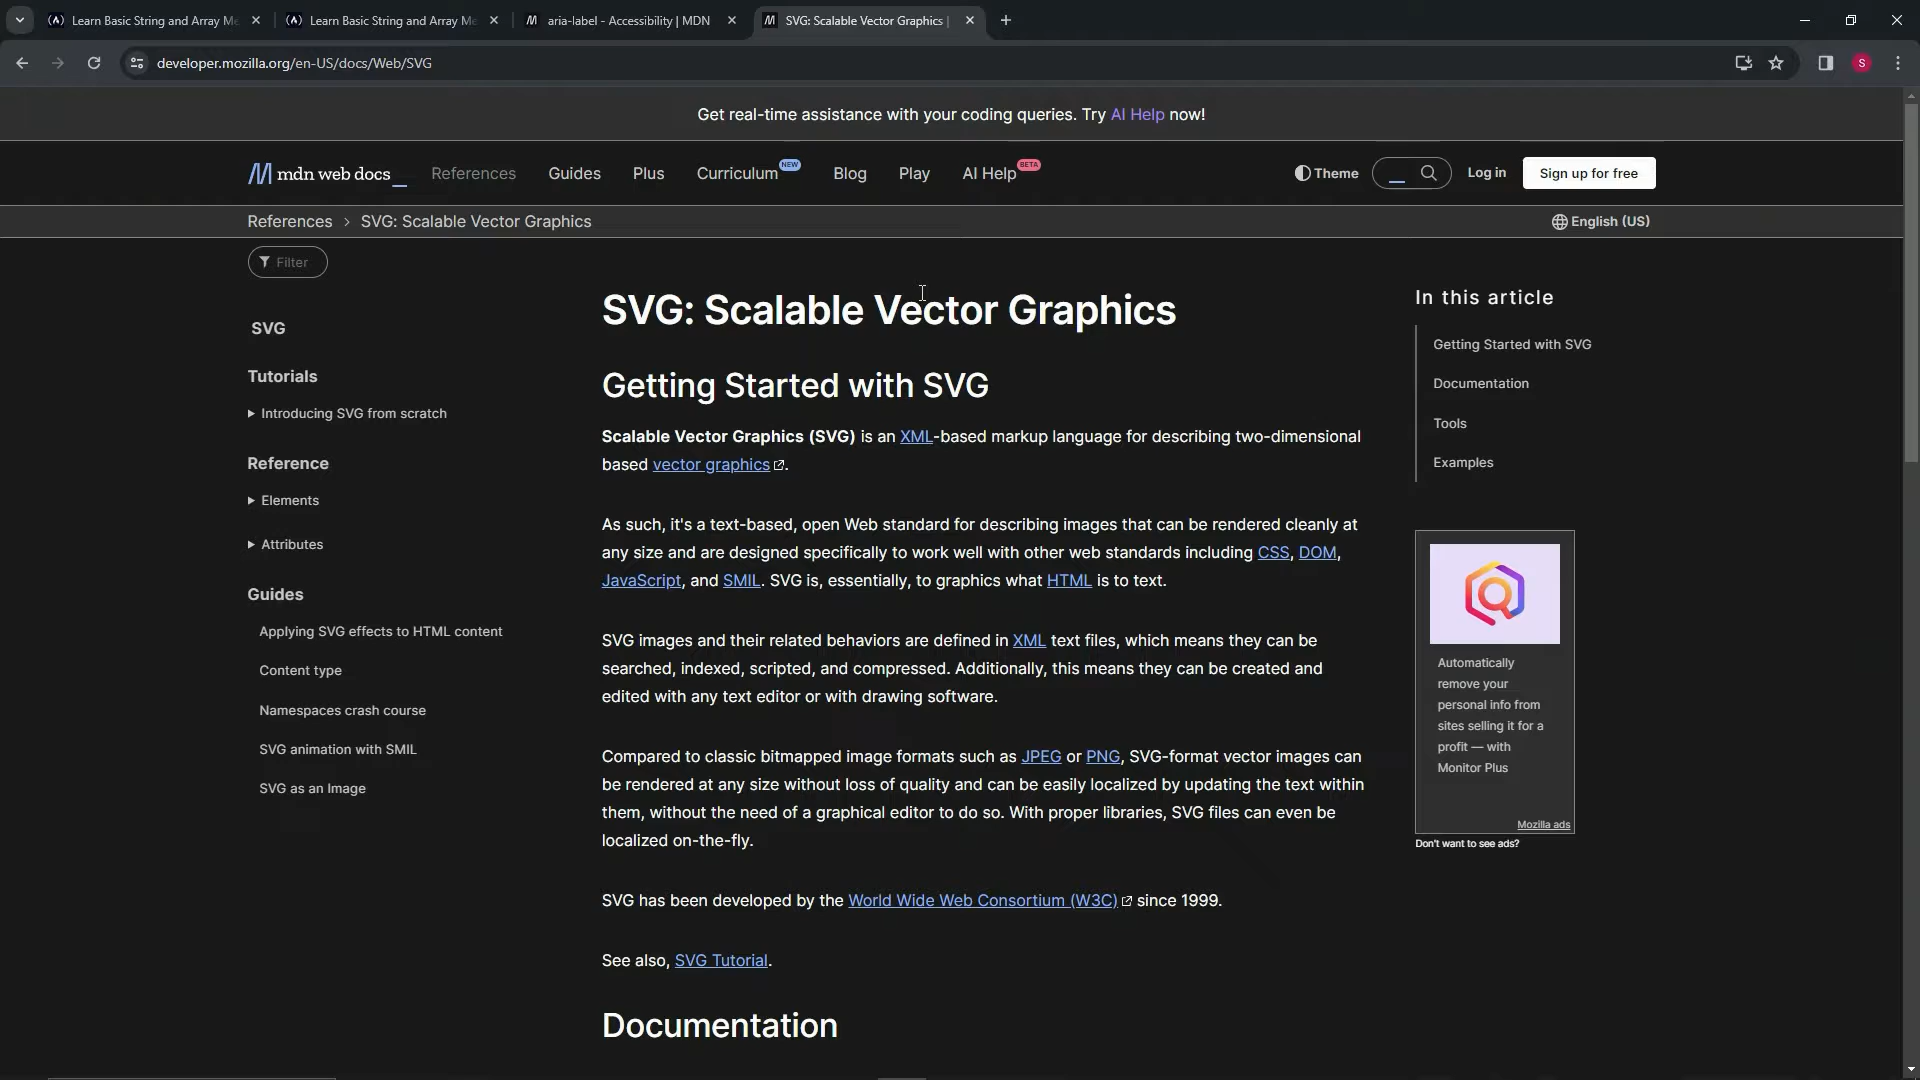 Learn Basic String and Array Me
Learn Basic String and Array Me
aria-label - Accessibility | MDN
SVG: Scalable Vector Graphics |
developer.mozilla.org/en-US/docs/Web/SVG
S
Get real-time assistance with your coding queries. Try AI Help now!
mdn web docs_
References
Guides
Plus
Curriculum NEW
Blog
Play
AI Help BETA
Theme
Log in
Sign up for free
References > SVG: Scalable Vector Graphics
English (US)
Filter
SVG
Tutorials
Introducing SVG from scratch
Reference
Elements
Attributes
Guides
Applying SVG effects to HTML content
Content type
Namespaces crash course
SVG animation with SMIL
SVG as an Image
SVG: Scalable Vector Graphics
Getting Started with SVG
Scalable Vector Graphics (SVG) is an XML-based markup language for describing two-dimensional
based vector graphics.
As such, it's a text-based, open Web standard for describing images that can be rendered cleanly at
any size and are designed specifically to work well with other web standards including CSS, DOM,
JavaScript, and SMIL. SVG is, essentially, to graphics what HTML is to text.
SVG images and their related behaviors are defined in XML text files, which means they can be
searched, indexed, scripted, and compressed. Additionally, this means they can be created and
edited with any text editor or with drawing software.
Compared to classic bitmapped image formats such as JPEG or PNG, SVG-format vector images can
be rendered at any size without loss of quality and can be easily localized by updating the text within
them, without the need of a graphical editor to do so. With proper libraries, SVG files can even be
localized on-the-fly.
SVG has been developed by the World Wide Web Consortium (W3C) since 1999.
See also, SVG Tutorial.
Documentation
In this article
Getting Started with SVG
Documentation
Tools
Examples
Automatically
remove your
personal info from
sites selling it for a
profit — with
Monitor Plus
Mozilla ads
Don't want to see ads?